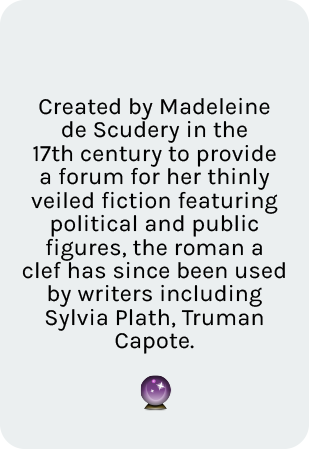 Created by Madeleine
de Scudery in the
17th century to provide
a forum for her thinly
veiled fiction featuring
political and public
figures, the roman a
clef has since been used
by writers including
Sylvia Plath, Truman
Capote.